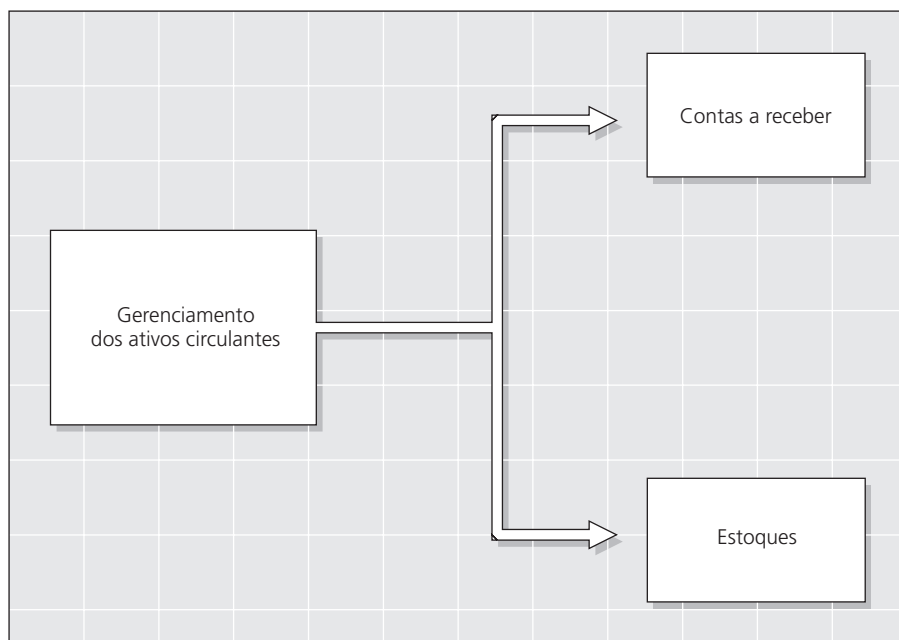 Contas a receber
Gerenciamento
dos ativos circulantes
Estoques